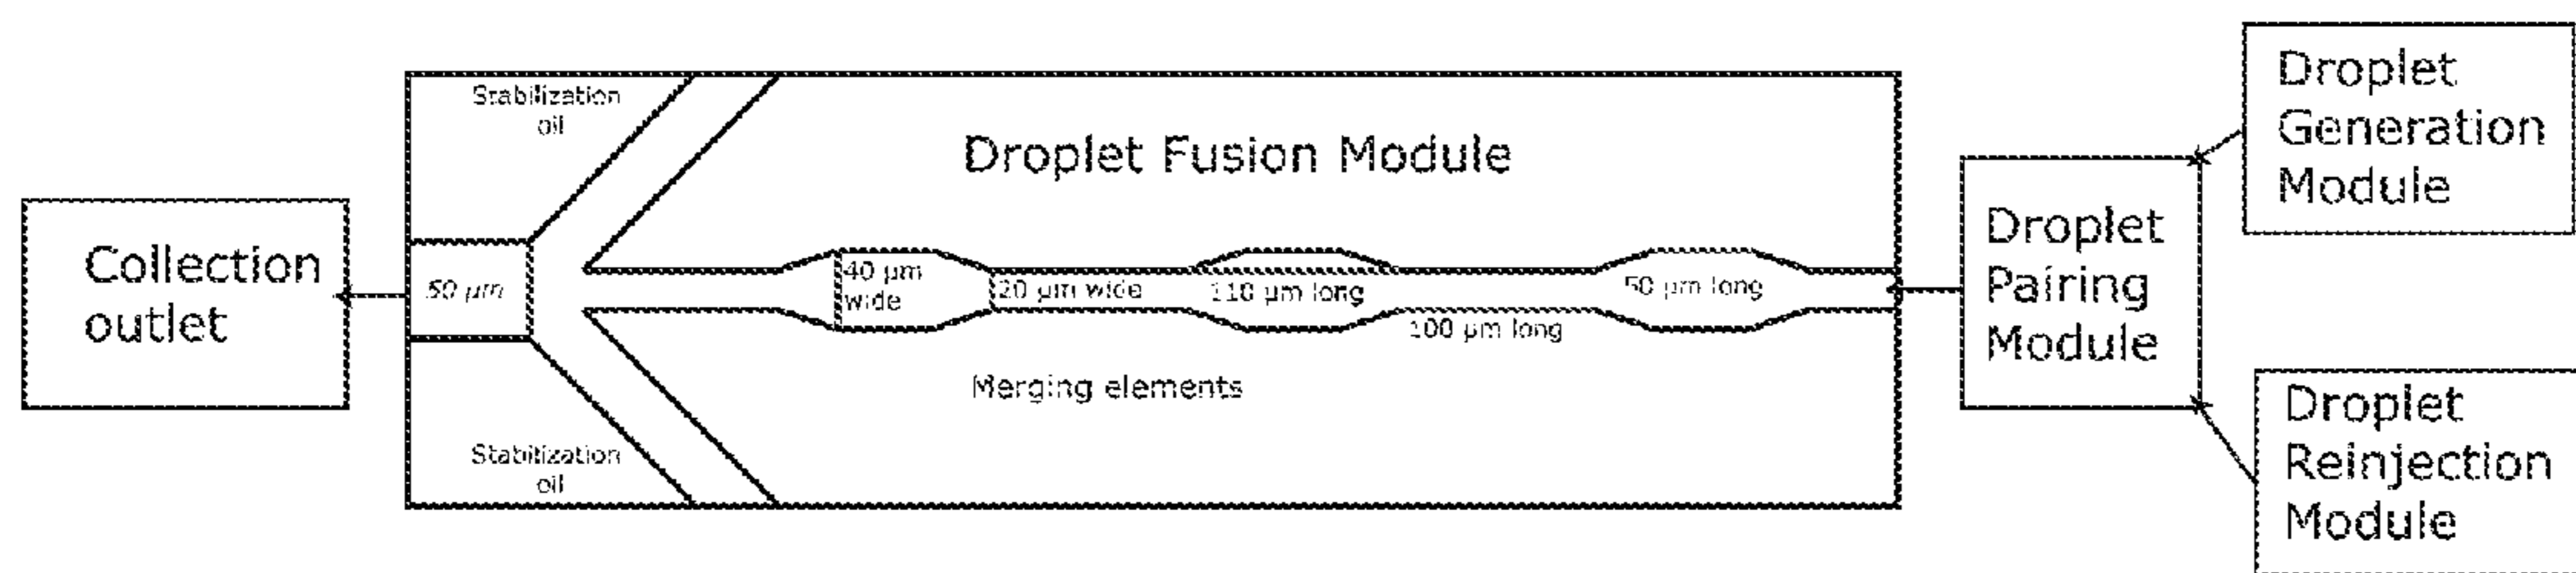 Stabilization
oil
Droplet Fusion Module
Collection
outlet
50 µm
40 µm
wide
20 µm wide
110 µm long
100 µm long
50 µm long
Merging elements
Stabilization
oil
Droplet
Pairing
Module
Droplet
Generation
Module
Droplet
Reinjection
Module